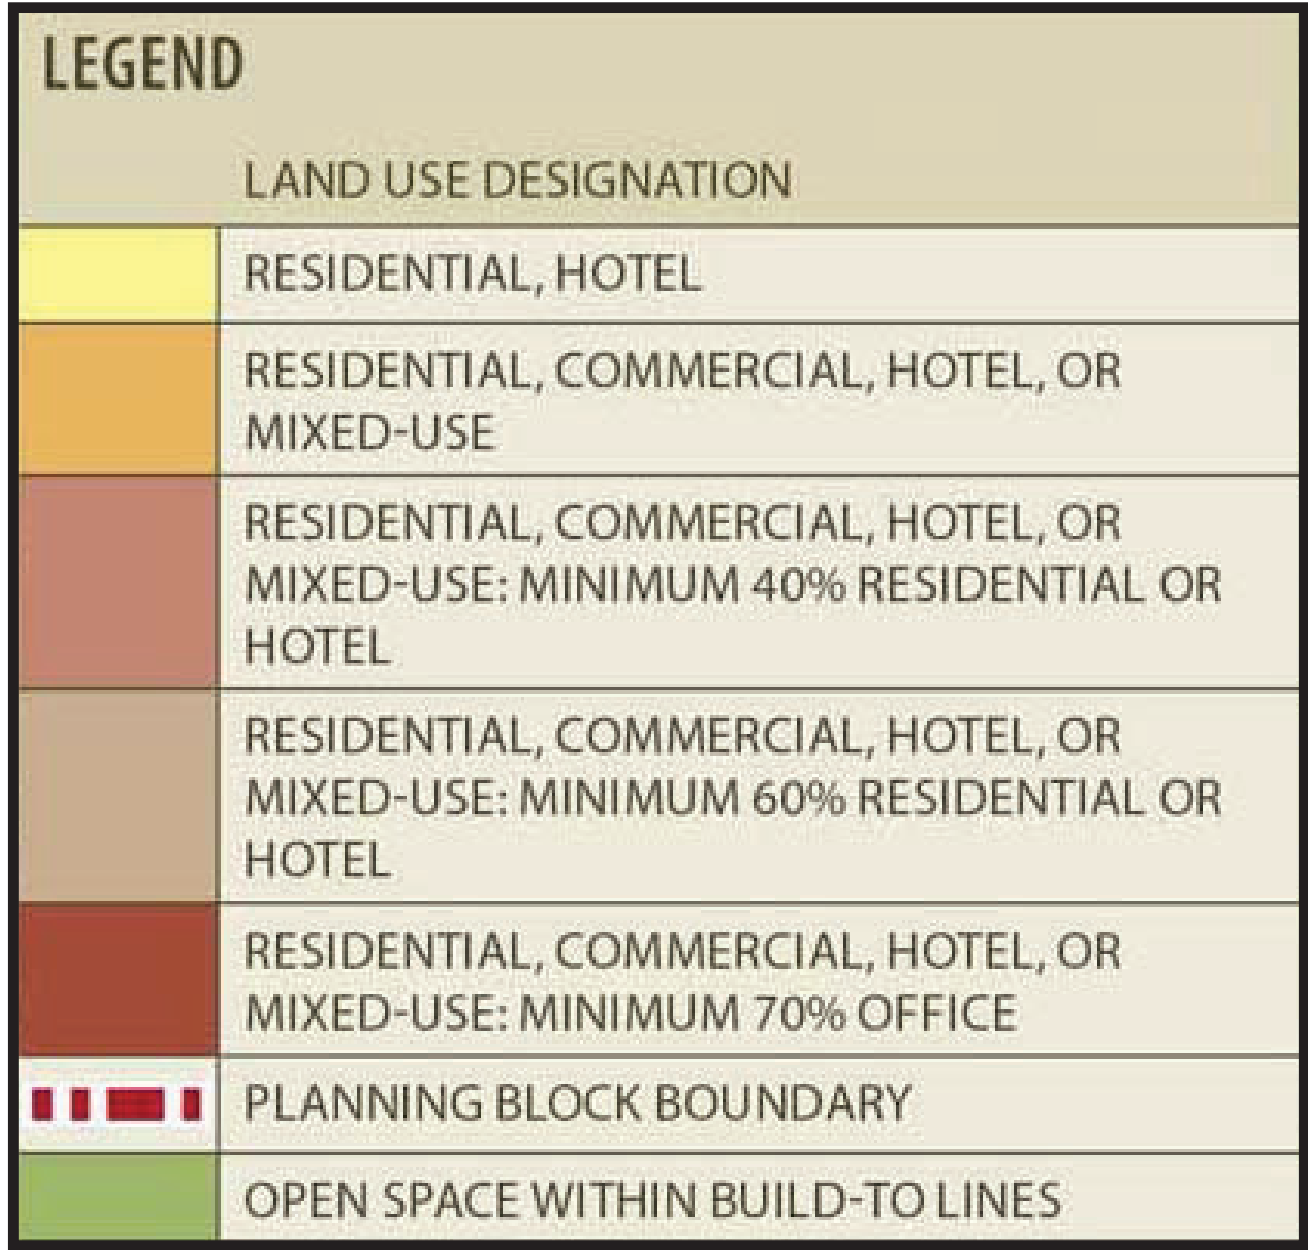 LEGEND
LAND USE DESIGNATION
RESIDENTIAL, HOTEL
RESIDENTIAL, COMMERCIAL, HOTEL, OR
MIXED-USE
RESIDENTIAL, COMMERCIAL, HOTEL, OR
MIXED-USE: MINIMUM 40% RESIDENTIAL OR
HOTEL
RESIDENTIAL, COMMERCIAL, HOTEL, OR
MIXED-USE: MINIMUM 60% RESIDENTIAL OR
HOTEL
RESIDENTIAL, COMMERCIAL, HOTEL, OR
MIXED-USE: MINIMUM 70% OFFICE
PLANNING BLOCK BOUNDARY
OPEN SPACE WITHIN BUILD-TO LINES